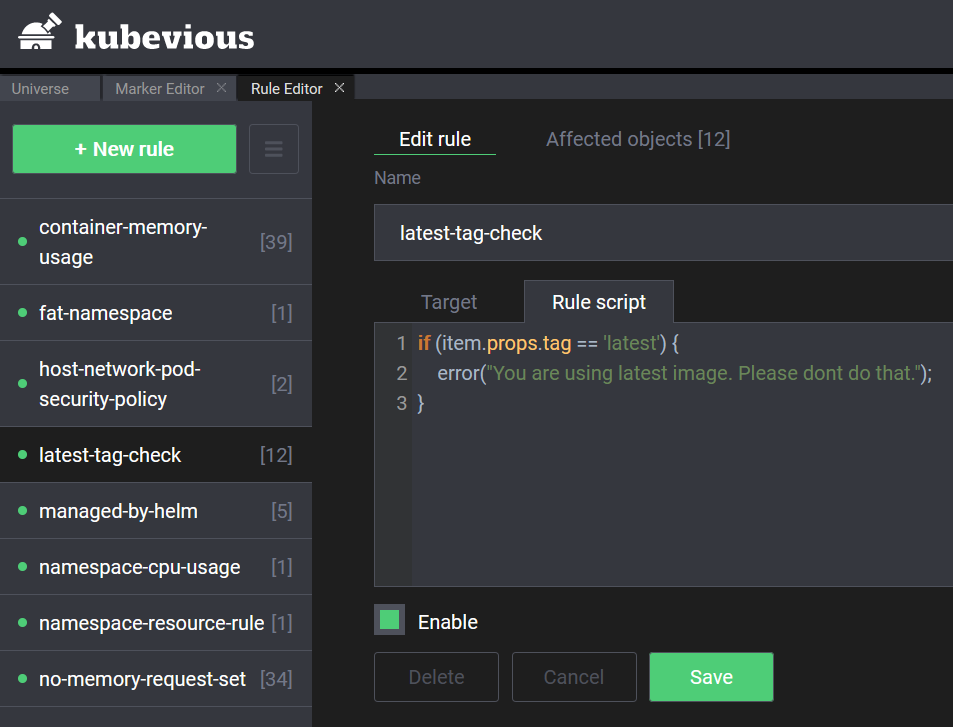 kubevious
Universe Marker Editor × Rule Editor ×
+ New rule
container-memory-
usage [39]
fat-namespace [1]
host-network-pod-
security-policy [2]
latest-tag-check [12]
managed-by-helm [5]
namespace-cpu-usage [1]
namespace-resource-rule [1]
no-memory-request-set [34]
Edit rule Affected objects [12]
Name
latest-tag-check
Target Rule script
1 if (item.props.tag == 'latest') {
2 error("You are using latest image. Please dont do that.");
3 }
Enable
Delete Cancel Save